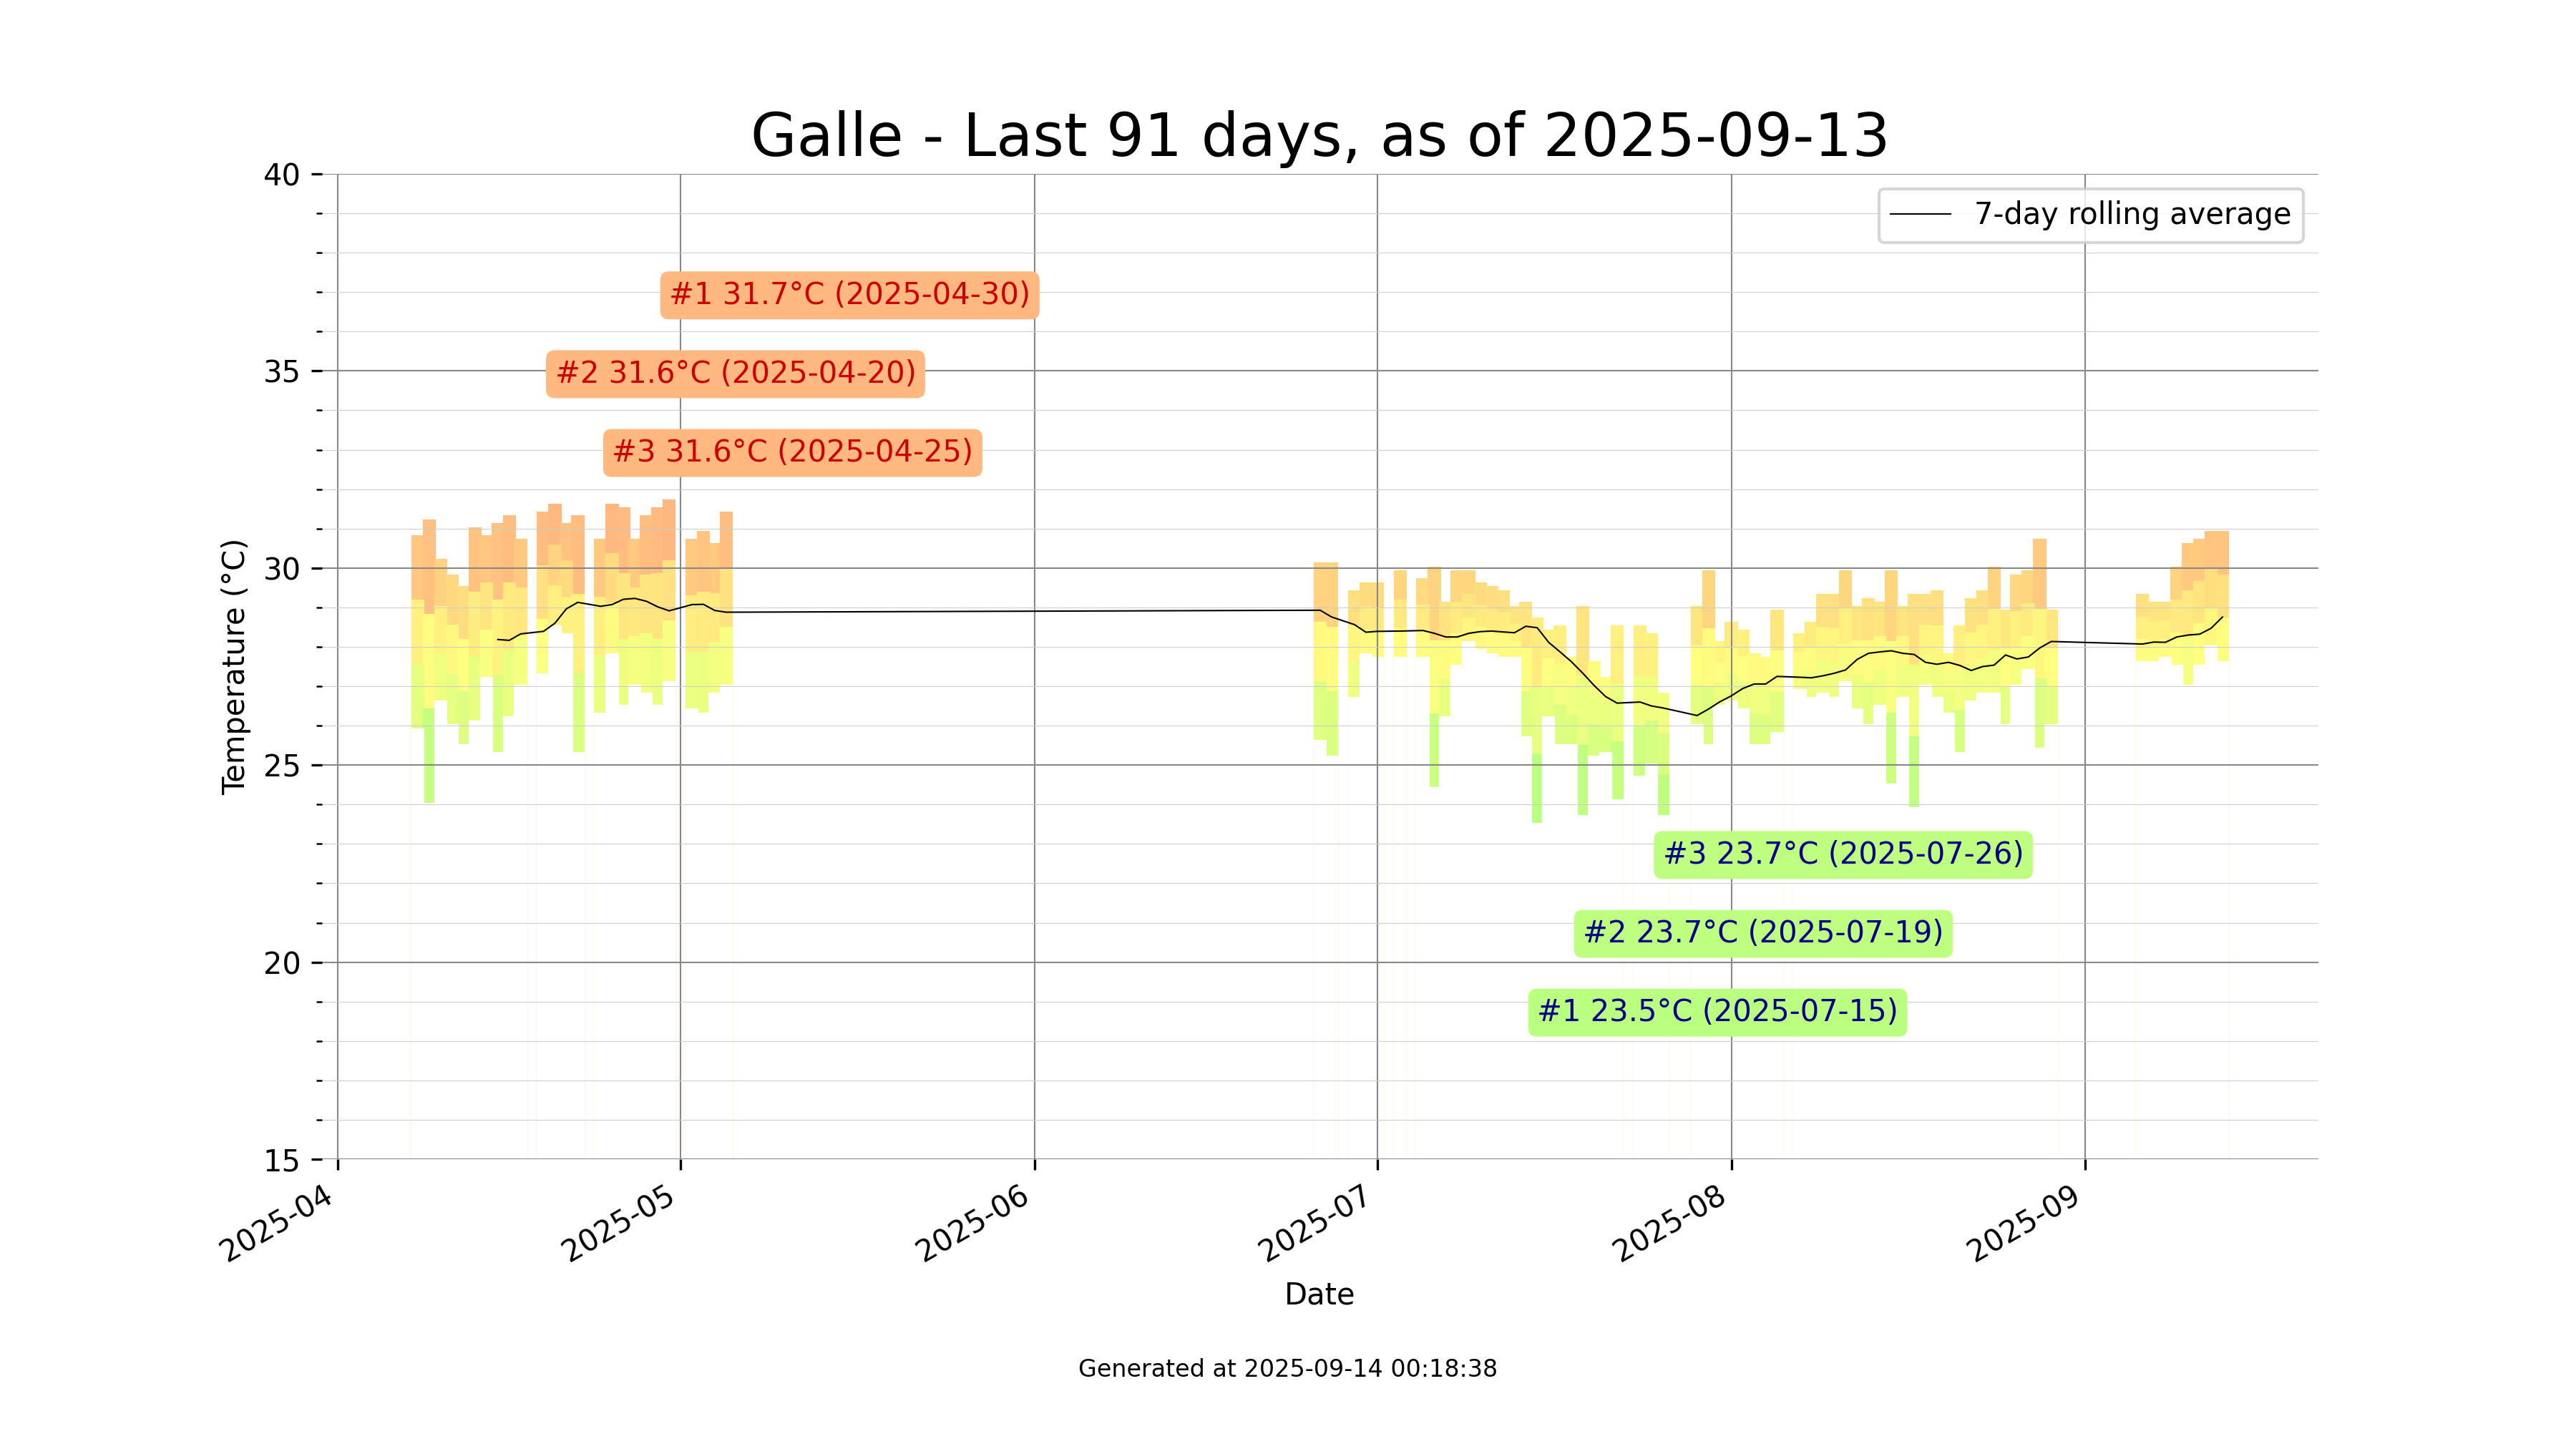 Galle - Last 91 days, as of 2025-09-13
7-day rolling average
Temperature (°C)
40
35
30
25
20
15
#1 31.7°C (2025-04-30)
#2 31.6°C (2025-04-20)
#3 31.6°C (2025-04-25)
#3 23.7°C (2025-07-26)
#2 23.7°C (2025-07-19)
#1 23.5°C (2025-07-15)
2025-04
2025-05
2025-06
2025-07
2025-08
2025-09
Date
Generated at 2025-09-14 00:18:38